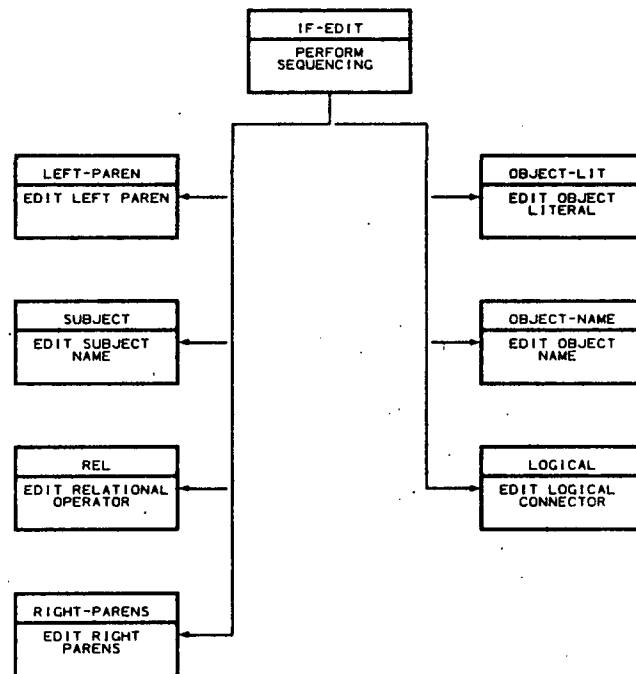 IF-EDIT
PERFORM
SEQUENCING
LEFT-PAREN
EDIT LEFT PAREN
OBJECT-LIT
EDIT OBJECT
LITERAL
SUBJECT
EDIT SUBJECT
NAME
OBJECT-NAME
EDIT OBJECT
NAME
REL
EDIT RELATIONAL
OPERATOR
LOGICAL
EDIT LOGICAL
CONNECTOR
RIGHT-PARENS
EDIT RIGHT
PARENS